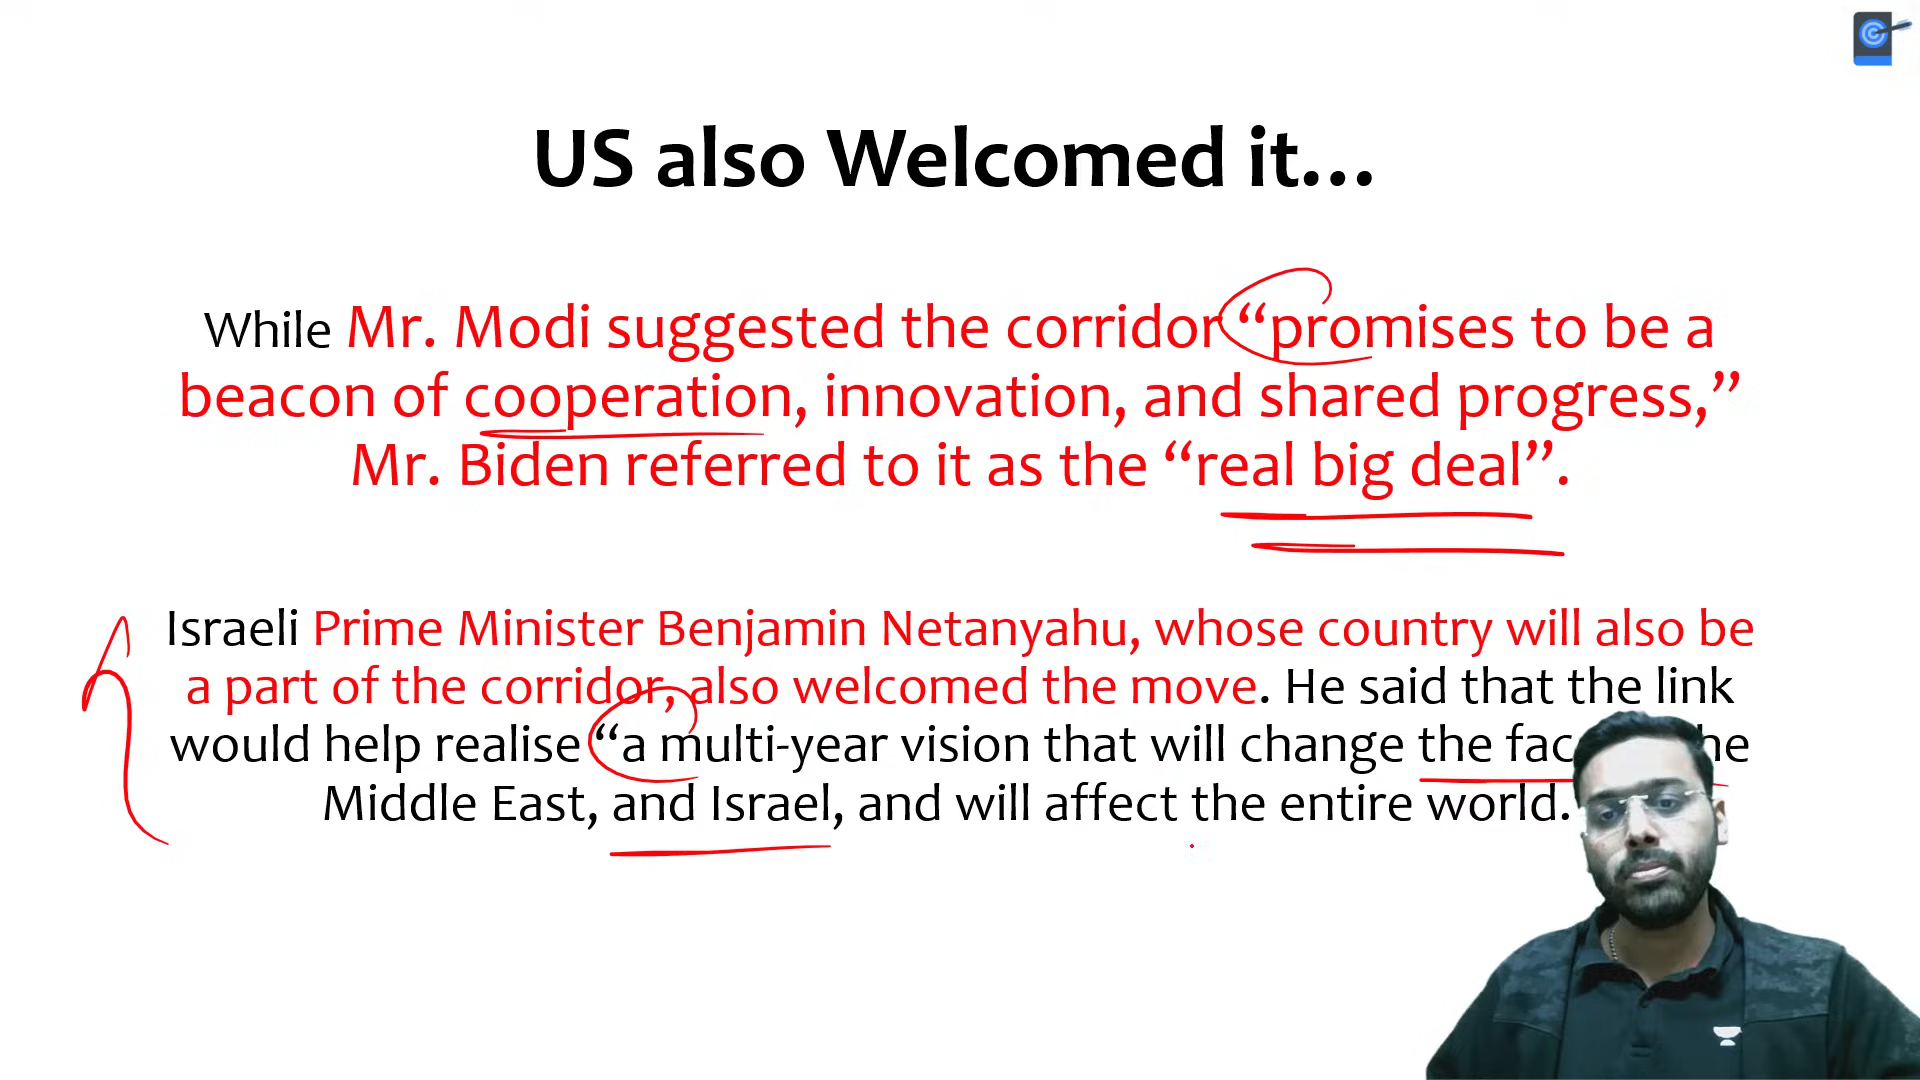 US also Welcomed it...
While Mr. Modi suggested the corridor “promises to be a
beacon of cooperation, innovation, and shared progress,”
Mr. Biden referred to it as the “real big deal”.
Israeli Prime Minister Benjamin Netanyahu, whose country will also be
a part of the corridor, also welcomed the move. He said that the link
would help realise “a multi-year vision that will change the
Middle East, and Israel, and will affect the entire world.